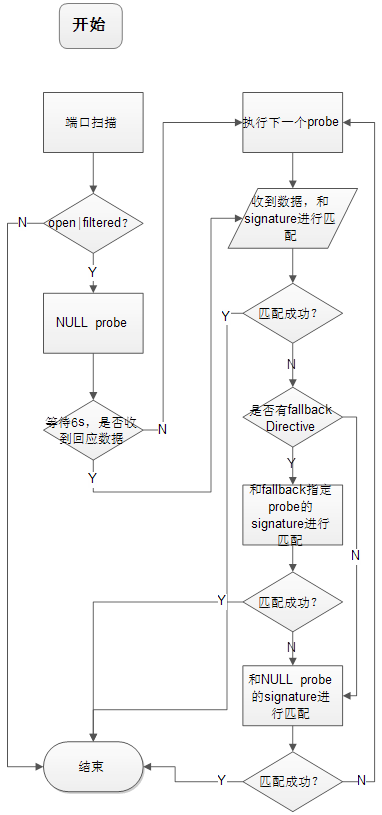 开始
端口扫描
执行下一个probe
N
open|filtered?
收到数据，和
signature进行匹
配
Y
NULL probe
Y
匹配成功?
N
等待6s，是否收
到回应数据
N
是否有fallback
Directive
Y
Y
和fallback指定
probe的
signature进行
匹配
N
Y
匹配成功?
N
和NULL probe
的signature进
行匹配
结束
Y
匹配成功?
N